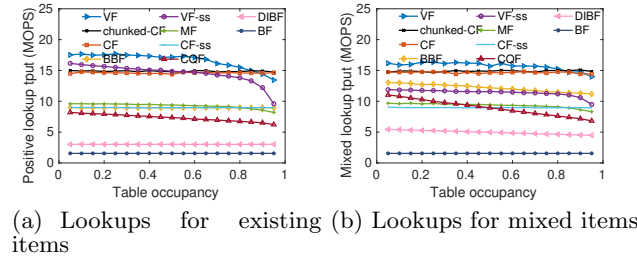 VF
VF-ss
DIBF
chunked-CF
MF
BF
CF
CF-ss
BBF
CQF
Positive lookup tput (MOPS)
25
20
15
10
5
0
0 0.2 0.4 0.6 0.8 1
Table occupancy
VF
VF-ss
DIBF
chunked-CF
MF
BF
CF
CF-ss
BBF
CQF
Mixed lookup tput (MOPS)
25
20
15
10
5
0
0 0.2 0.4 0.6 0.8 1
Table occupancy
(a) Lookups for existing items
(b) Lookups for mixed items